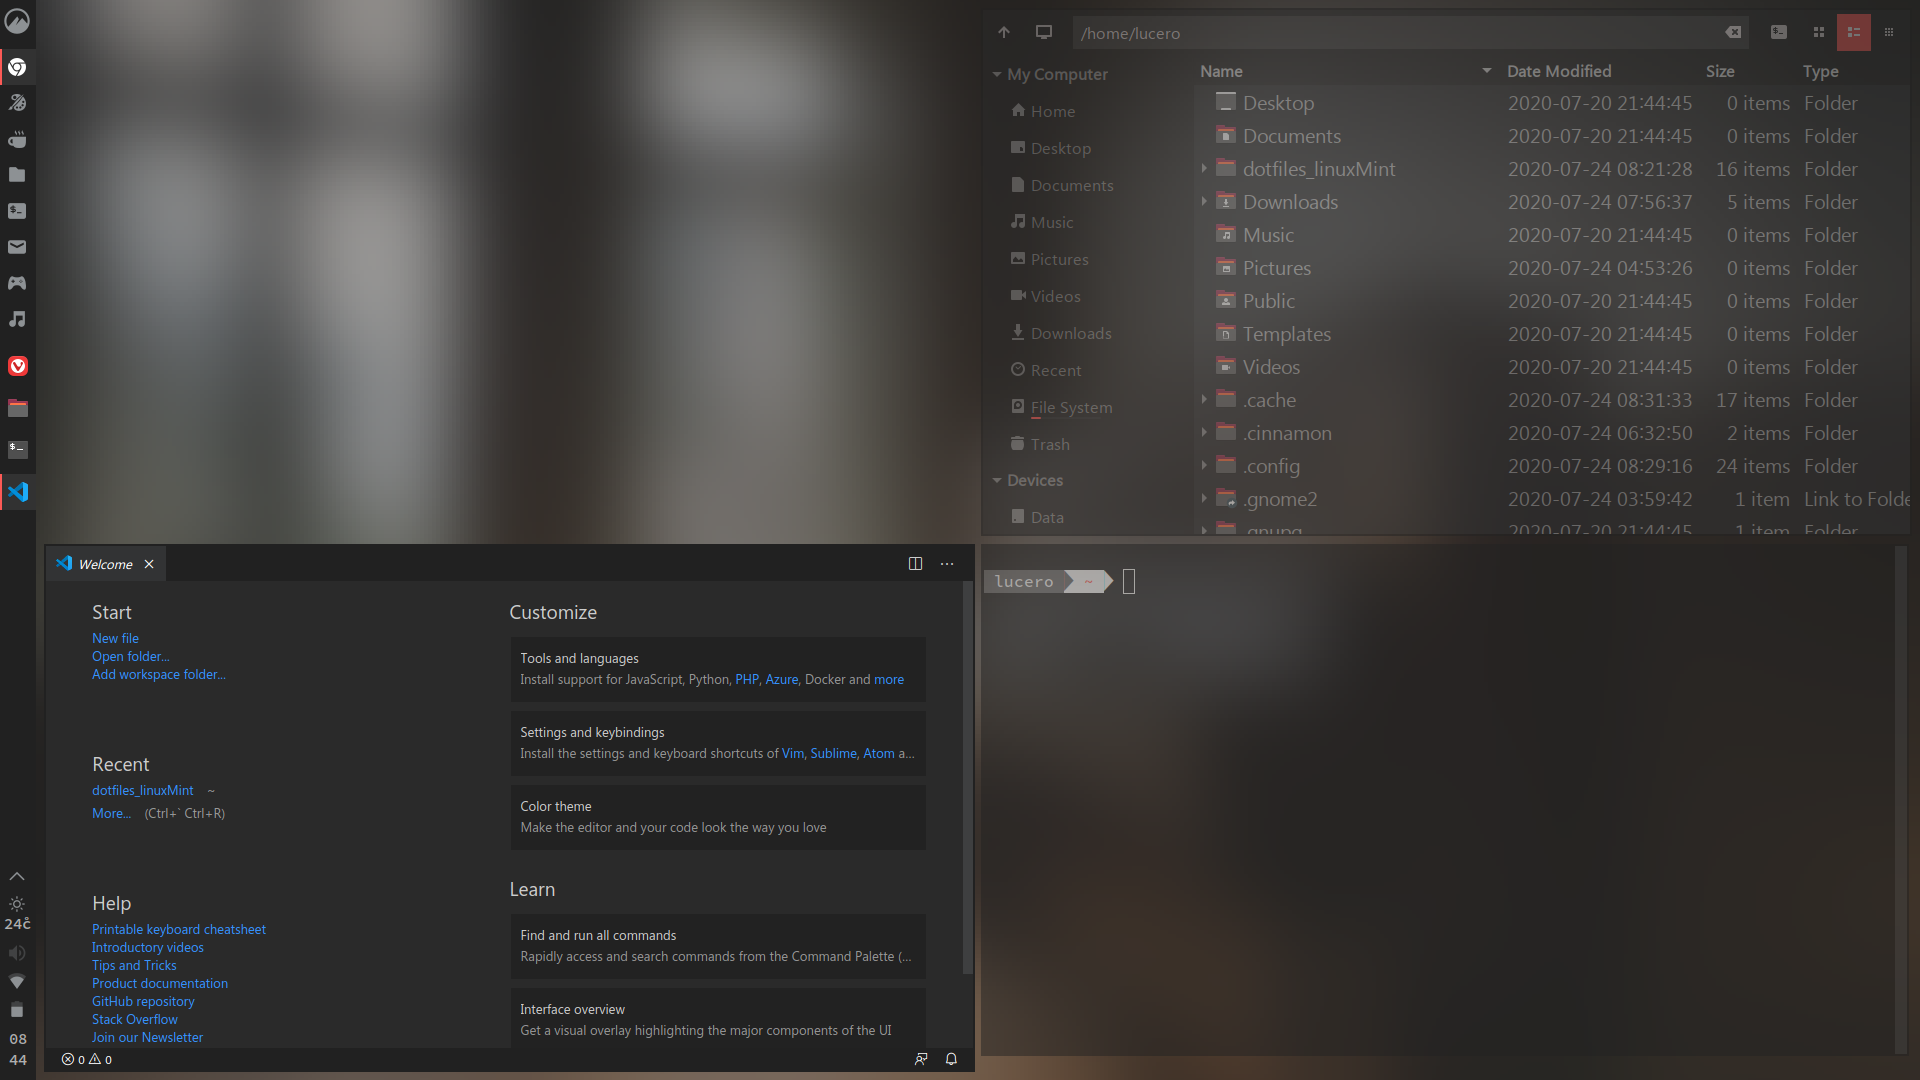 /home/lucero
My Computer
Home
Desktop
Documents
Music
Pictures
Videos
Downloads
Recent
File System
Trash
Devices
Data
Name Date Modified Size Type
Desktop 2020-07-20 21:44:45 0 items Folder
Documents 2020-07-20 21:44:45 0 items Folder
dotfiles_linuxMint 2020-07-24 08:21:28 16 items Folder
Downloads 2020-07-24 07:56:37 5 items Folder
Music 2020-07-20 21:44:45 0 items Folder
Pictures 2020-07-24 04:53:26 0 items Folder
Public 2020-07-20 21:44:45 0 items Folder
Templates 2020-07-20 21:44:45 0 items Folder
Videos 2020-07-20 21:44:45 0 items Folder
.cache 2020-07-24 08:31:33 17 items Folder
.cinnamon 2020-07-24 06:32:50 2 items Folder
.config 2020-07-24 08:29:16 24 items Folder
.gnome2 2020-07-24 03:59:42 1 item Link to Folde
.gnupg 2020-07-20 21:44:45 1 item Folder
Welcome
Start
New file
Open folder...
Add workspace folder...
Recent
dotfiles_linuxMint ~
More... (Ctrl+` Ctrl+R)
Help
Printable keyboard cheatsheet
Introductory videos
Tips and Tricks
Product documentation
GitHub repository
Stack Overflow
Join our Newsletter
Customize
Tools and languages
Install support for JavaScript, Python, PHP, Azure, Docker and more
Settings and keybindings
Install the settings and keyboard shortcuts of Vim, Sublime, Atom a...
Color theme
Make the editor and your code look the way you love
Learn
Find and run all commands
Rapidly access and search commands from the Command Palette (...
Interface overview
Get a visual overlay highlighting the major components of the UI
0 0
lucero ~
24c̊
08
44